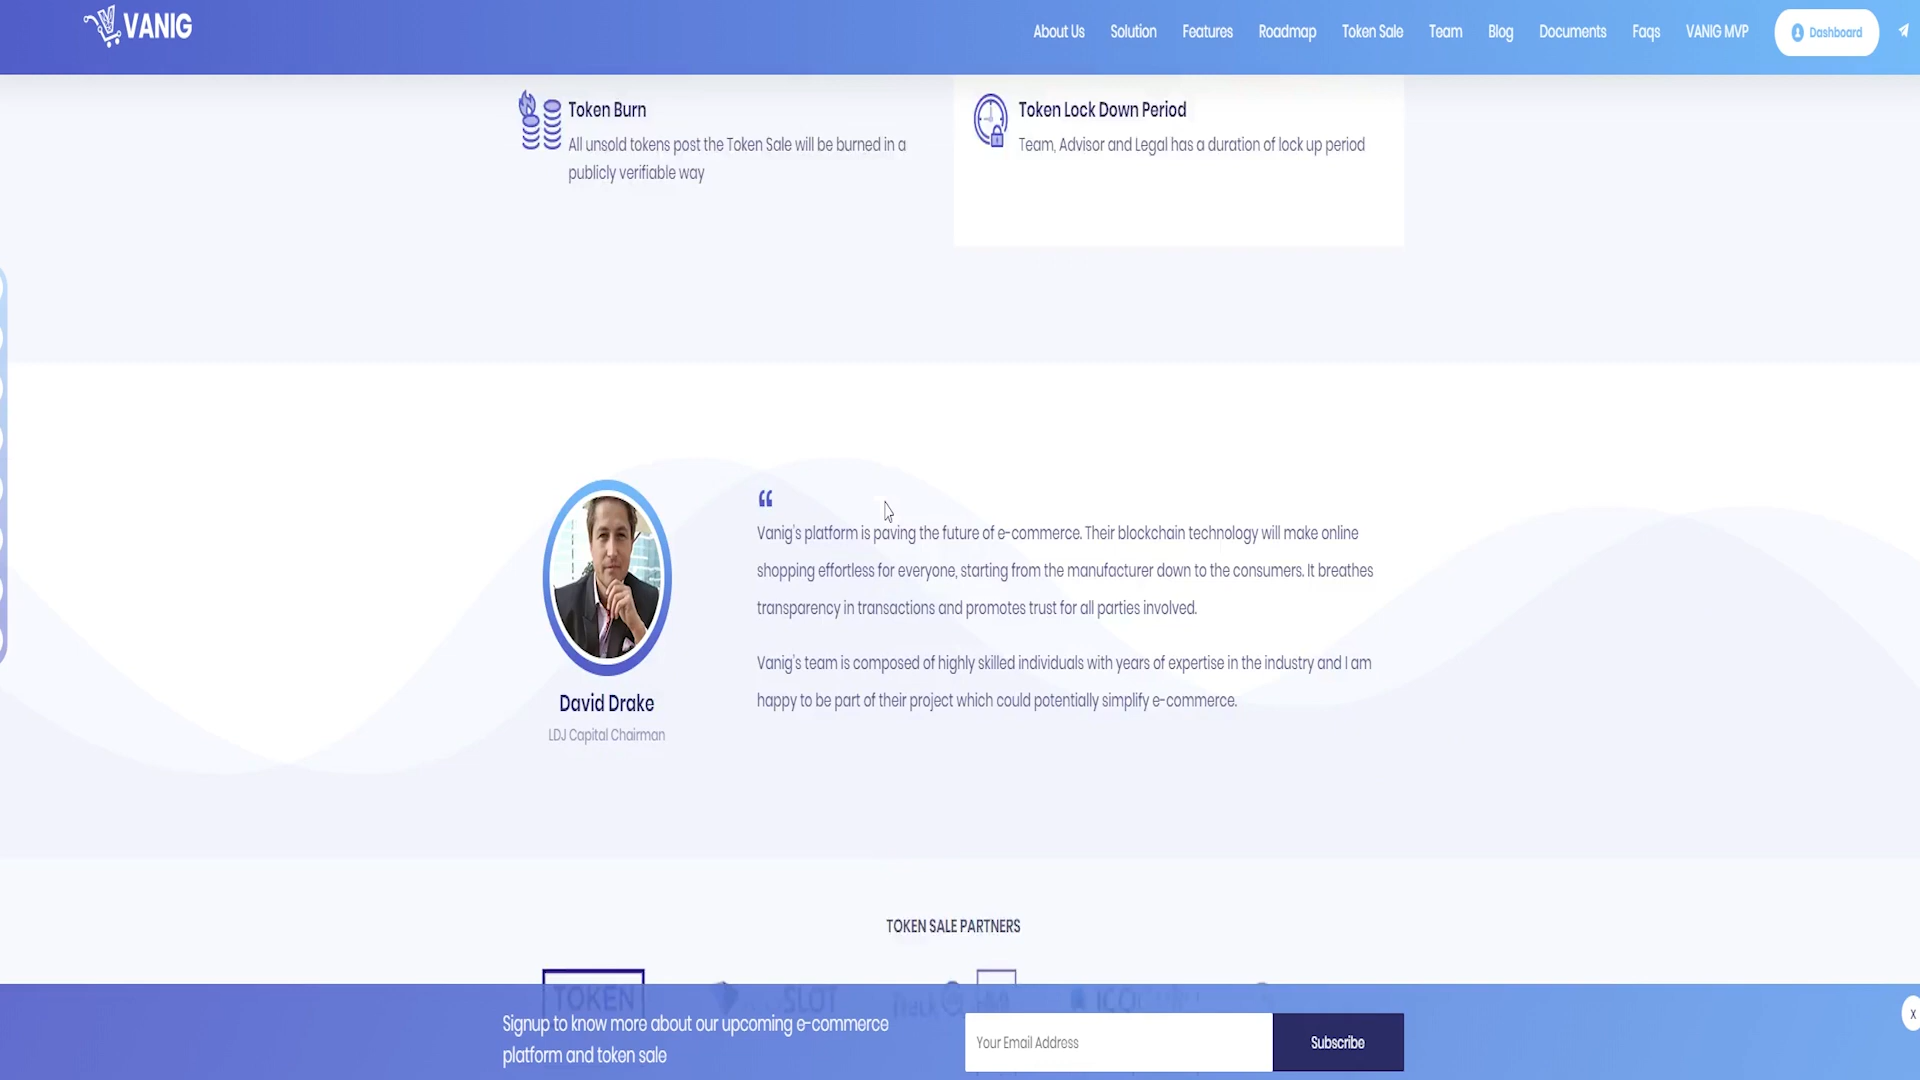 VANIG
About Us Solution Features Roadmap Token Sale Team Blog Documents Faqs VANIG MVP Dashboard
Token Burn
All unsold tokens post the Token Sale will be burned in a
publicly verifiable way
Token Lock Down Period
Team, Advisor and Legal has a duration of lock up period
“
Vanig's platform is paving the future of e-commerce. Their blockchain technology will make online
shopping effortless for everyone, starting from the manufacturer down to the consumers. It breathes
transparency in transactions and promotes trust for all parties involved.
Vanig's team is composed of highly skilled individuals with years of expertise in the industry and I am
happy to be part of their project which could potentially simplify e-commerce.
David Drake
LDJ Capital Chairman
TOKEN SALE PARTNERS
TOKEN SLOT
Signup to know more about our upcoming e-commerce
platform and token sale
Your Email Address
Subscribe
X